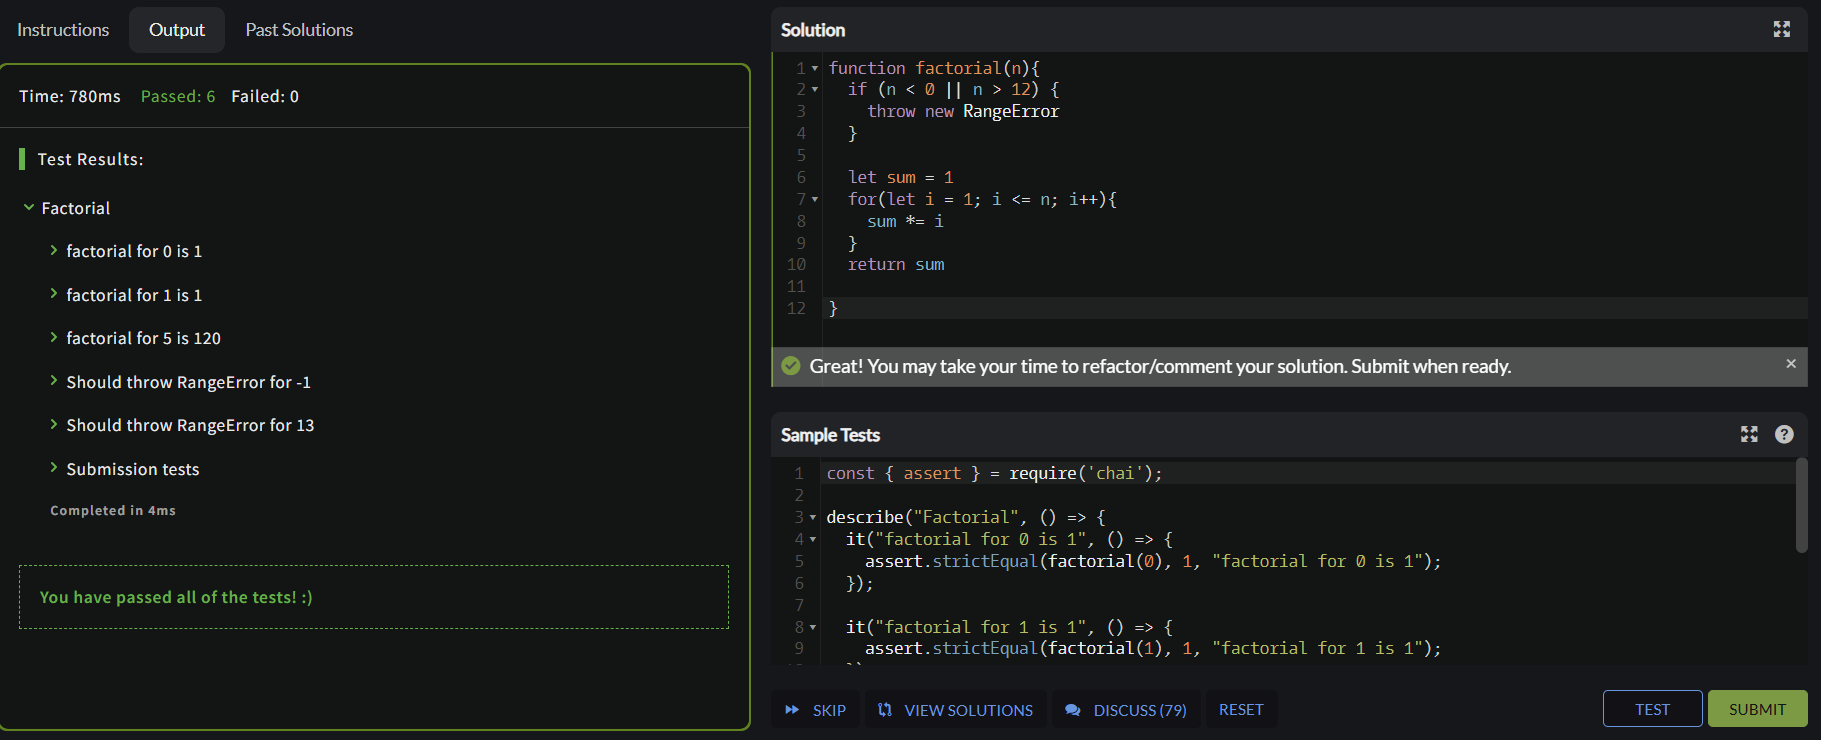 Instructions
Output
Past Solutions
Time: 780ms Passed: 6 Failed: 0
Test Results:
Factorial
factorial for 0 is 1
factorial for 1 is 1
factorial for 5 is 120
Should throw RangeError for -1
Should throw RangeError for 13
Submission tests
Completed in 4ms
You have passed all of the tests! :)
Solution
1 function factorial(n){
2   if (n < 0 || n > 12) {
3     throw new RangeError
4   }
5
6   let sum = 1
7   for(let i = 1; i <= n; i++){
8     sum *= i
9   }
10   return sum
11
12 }
Great! You may take your time to refactor/comment your solution. Submit when ready.
Sample Tests
1 const { assert } = require('chai');
2
3 describe("Factorial", () => {
4   it("factorial for 0 is 1", () => {
5     assert.strictEqual(factorial(0), 1, "factorial for 0 is 1");
6   });
7
8   it("factorial for 1 is 1", () => {
9     assert.strictEqual(factorial(1), 1, "factorial for 1 is 1");
SKIP
VIEW SOLUTIONS
DISCUSS (79)
RESET
TEST
SUBMIT